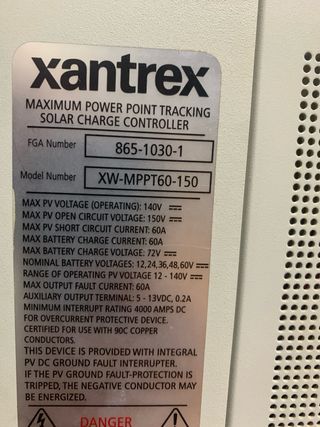 xantrex
MAXIMUM POWER POINT TRACKING
SOLAR CHARGE CONTROLLER
FGA Number 865-1030-1
Model Number XW-MPPT60-150
MAX PV VOLTAGE (OPERATING): 140V
MAX PV OPEN CIRCUIT VOLTAGE: 150V
MAX PV SHORT CIRCUIT CURRENT: 60A
MAX BATTERY CHARGE CURRENT: 60A
MAX BATTERY CHARGE VOLTAGE: 72V
NOMINAL BATTERY VOLTAGES: 12,24,36,48,60V
RANGE OF OPERATING PV VOLTAGE 12 - 140V
MAX OUTPUT FAULT CURRENT: 60A
AUXILIARY OUTPUT TERMINAL: 5 - 13VDC, 0.2A
MINIMUM INTERRUPT RATING 4000 AMPS DC
FOR OVERCURRENT PROTECTIVE DEVICE.
CERTIFIED FOR USE WITH 90C COPPER
CONDUCTORS.
THIS DEVICE IS PROVIDED WITH INTEGRAL
PV DC GROUND FAULT INTERRUPTER.
IF THE PV GROUND FAULT-PROTECTION IS
TRIPPED, THE NEGATIVE CONDUCTOR MAY
BE ENERGIZED.
DANGER